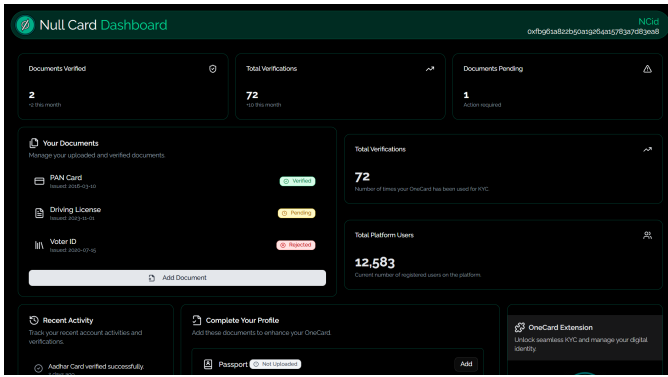 Null Card Dashboard
NCid
0xfb961a822b50a19264a15783a7d83ea8
Documents Verified
2
+2 this month
Total Verifications
72
+10 this month
Documents Pending
1
Action required
Your Documents
Manage your uploaded and verified documents.
PAN Card
Issued: 2018-03-10
Verified
Driving License
Issued: 2023-11-01
Pending
Voter ID
Issued: 2020-07-15
Rejected
Add Document
Total Verifications
72
Number of times your OneCard has been used for KYC.
Total Platform Users
12,583
Current number of registered users on the platform.
Recent Activity
Track your recent account activities and
verifications.
Aadhar Card verified successfully.
Complete Your Profile
Add these documents to enhance your OneCard.
Passport
Not Uploaded
Add
OneCard Extension
Unlock seamless KYC and manage your digital
identity.